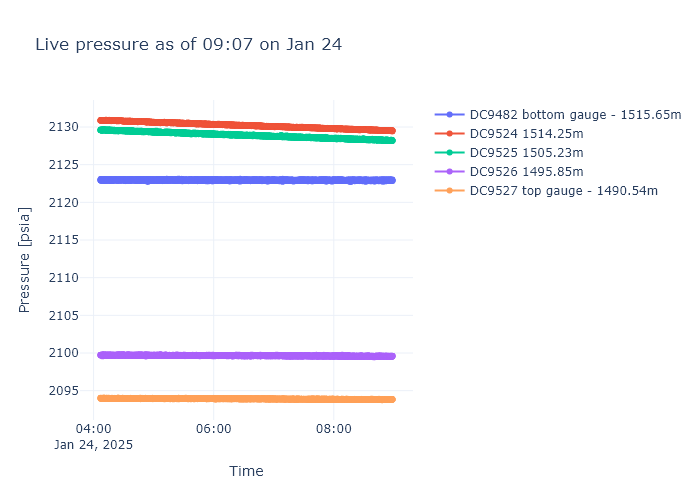 Live pressure as of 09:07 on Jan 24
DC9482 bottom gauge - 1515.65m
DC9524 1514.25m
DC9525 1505.23m
DC9526 1495.85m
DC9527 top gauge - 1490.54m
Pressure [psia]
2130
2125
2120
2115
2110
2105
2100
2095
04:00
06:00
08:00
Jan 24, 2025
Time